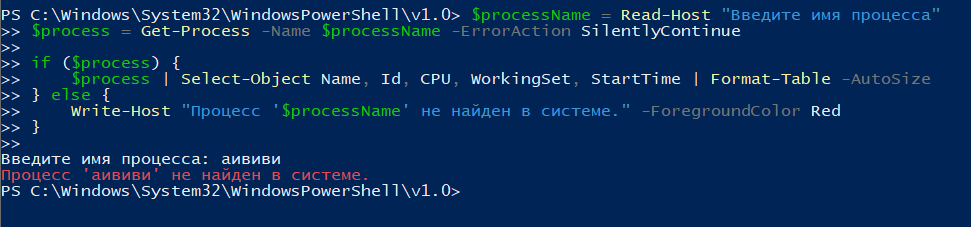 PS C:\Windows\System32\WindowsPowerShell\v1.0> $processName = Read-Host "Введите имя процесса"
>> $process = Get-Process -Name $processName -ErrorAction SilentlyContinue
>>
>> if ($process) {
>>     $process | Select-Object Name, Id, CPU, WorkingSet, StartTime | Format-Table -AutoSize
>> } else {
>>     Write-Host "Процесс '$processName' не найден в системе." -ForegroundColor Red
>> }
>>
Введите имя процесса: аививи
Процесс 'аививи' не найден в системе.
PS C:\Windows\System32\WindowsPowerShell\v1.0>